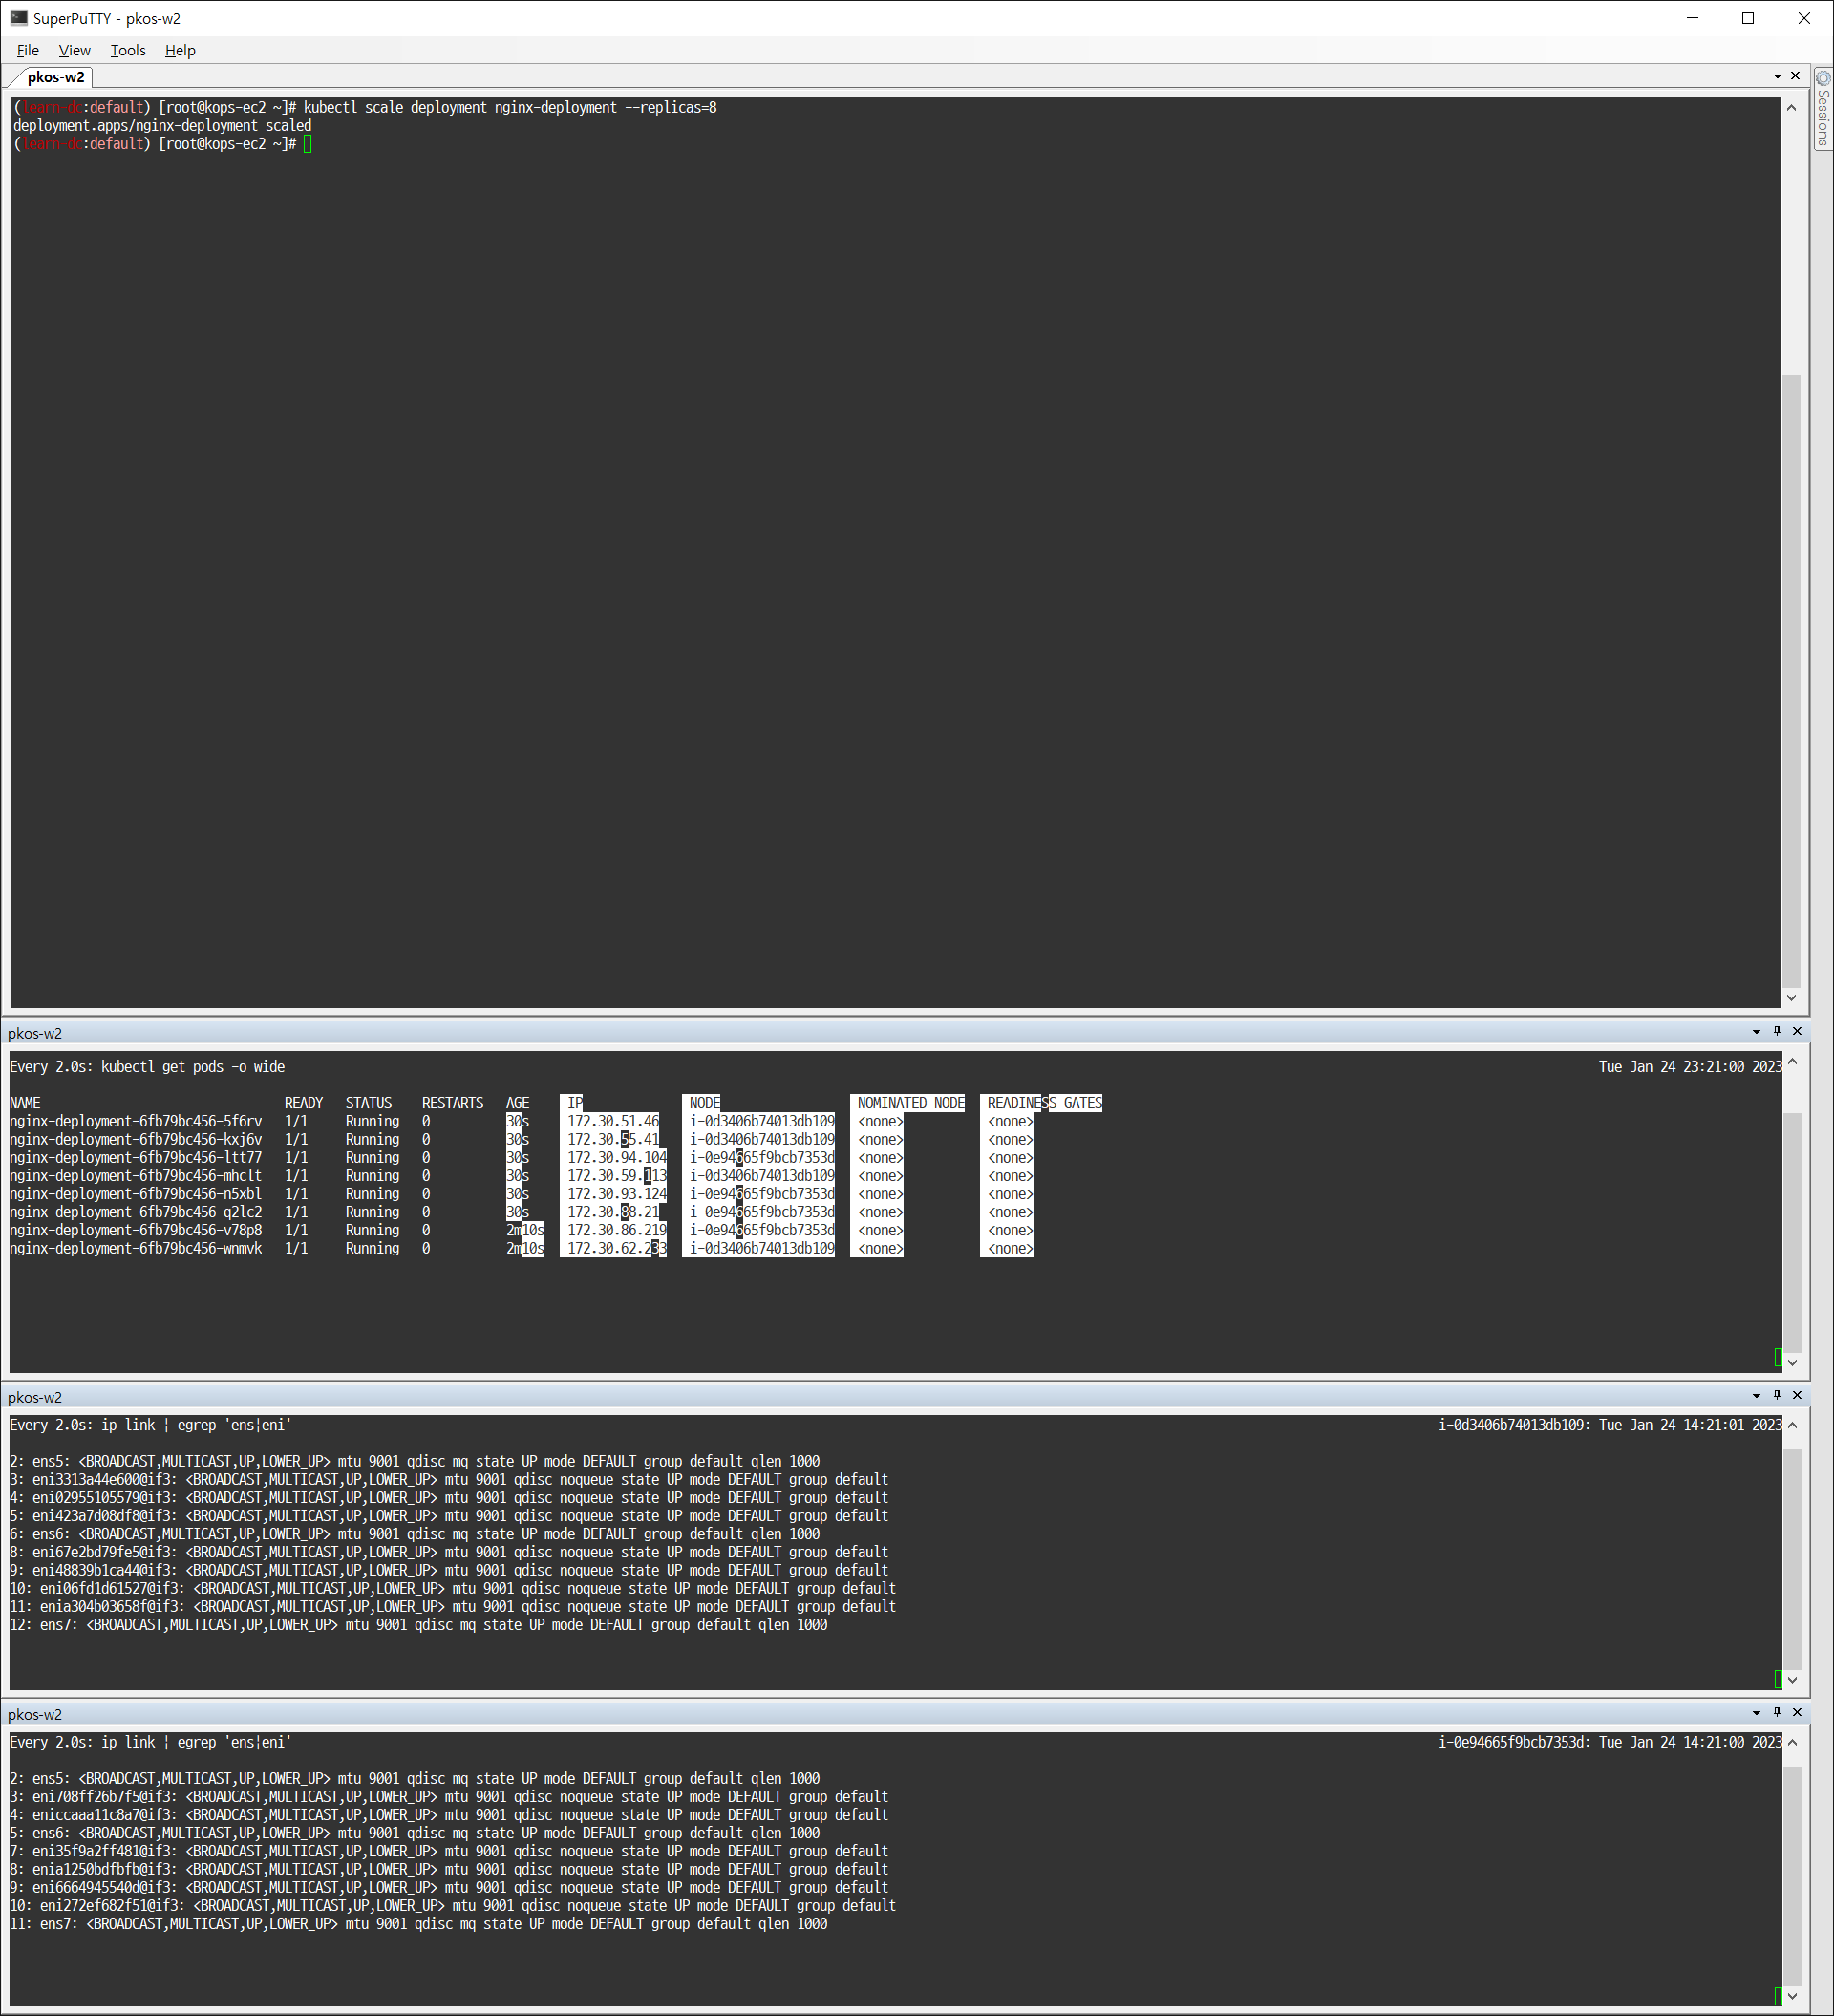 SuperPuTTY - pkos-w2
File View Tools Help
pkos-w2
Sessions
(learn-dc:default) [root@kops-ec2 ~]# kubectl scale deployment nginx-deployment --replicas=8
deployment.apps/nginx-deployment scaled
(learn-dc:default) [root@kops-ec2 ~]#
pkos-w2
Every 2.0s: kubectl get pods -o wide Tue Jan 24 23:21:00 2023
NAME READY STATUS RESTARTS AGE IP NODE NOMINATED NODE READINESS GATES
nginx-deployment-6fb79bc456-5f6rv 1/1 Running 0 30s 172.30.51.46 i-0d3406b74013db109 <none> <none>
nginx-deployment-6fb79bc456-kxj6v 1/1 Running 0 30s 172.30.55.41 i-0d3406b74013db109 <none> <none>
nginx-deployment-6fb79bc456-ltt77 1/1 Running 0 30s 172.30.94.104 i-0e94665f9bcb7353d <none> <none>
nginx-deployment-6fb79bc456-mhclt 1/1 Running 0 30s 172.30.59.113 i-0d3406b74013db109 <none> <none>
nginx-deployment-6fb79bc456-n5xbl 1/1 Running 0 30s 172.30.93.124 i-0e94665f9bcb7353d <none> <none>
nginx-deployment-6fb79bc456-q2lc2 1/1 Running 0 30s 172.30.88.21 i-0e94665f9bcb7353d <none> <none>
nginx-deployment-6fb79bc456-v78p8 1/1 Running 0 2m10s 172.30.86.219 i-0e94665f9bcb7353d <none> <none>
nginx-deployment-6fb79bc456-wnmvk 1/1 Running 0 2m10s 172.30.62.233 i-0d3406b74013db109 <none> <none>
pkos-w2
Every 2.0s: ip link | egrep 'ens|eni' i-0d3406b74013db109: Tue Jan 24 14:21:01 2023
2: ens5: <BROADCAST,MULTICAST,UP,LOWER_UP> mtu 9001 qdisc mq state UP mode DEFAULT group default qlen 1000
3: eni3313a44e600@if3: <BROADCAST,MULTICAST,UP,LOWER_UP> mtu 9001 qdisc noqueue state UP mode DEFAULT group default
4: eni02955105579@if3: <BROADCAST,MULTICAST,UP,LOWER_UP> mtu 9001 qdisc noqueue state UP mode DEFAULT group default
5: eni423a7d08df8@if3: <BROADCAST,MULTICAST,UP,LOWER_UP> mtu 9001 qdisc noqueue state UP mode DEFAULT group default
6: ens6: <BROADCAST,MULTICAST,UP,LOWER_UP> mtu 9001 qdisc mq state UP mode DEFAULT group default qlen 1000
8: eni67e2bd79fe5@if3: <BROADCAST,MULTICAST,UP,LOWER_UP> mtu 9001 qdisc noqueue state UP mode DEFAULT group default
9: eni48839b1ca44@if3: <BROADCAST,MULTICAST,UP,LOWER_UP> mtu 9001 qdisc noqueue state UP mode DEFAULT group default
10: eni06fd1d61527@if3: <BROADCAST,MULTICAST,UP,LOWER_UP> mtu 9001 qdisc noqueue state UP mode DEFAULT group default
11: enia304b03658f@if3: <BROADCAST,MULTICAST,UP,LOWER_UP> mtu 9001 qdisc noqueue state UP mode DEFAULT group default
12: ens7: <BROADCAST,MULTICAST,UP,LOWER_UP> mtu 9001 qdisc mq state UP mode DEFAULT group default qlen 1000
pkos-w2
Every 2.0s: ip link | egrep 'ens|eni' i-0e94665f9bcb7353d: Tue Jan 24 14:21:00 2023
2: ens5: <BROADCAST,MULTICAST,UP,LOWER_UP> mtu 9001 qdisc mq state UP mode DEFAULT group default qlen 1000
3: eni708ff26b7f5@if3: <BROADCAST,MULTICAST,UP,LOWER_UP> mtu 9001 qdisc noqueue state UP mode DEFAULT group default
4: eniccaaa11c8a7@if3: <BROADCAST,MULTICAST,UP,LOWER_UP> mtu 9001 qdisc noqueue state UP mode DEFAULT group default
5: ens6: <BROADCAST,MULTICAST,UP,LOWER_UP> mtu 9001 qdisc mq state UP mode DEFAULT group default qlen 1000
7: eni35f9a2ff481@if3: <BROADCAST,MULTICAST,UP,LOWER_UP> mtu 9001 qdisc noqueue state UP mode DEFAULT group default
8: enia1250bdfbfb@if3: <BROADCAST,MULTICAST,UP,LOWER_UP> mtu 9001 qdisc noqueue state UP mode DEFAULT group default
9: eni6664945540d@if3: <BROADCAST,MULTICAST,UP,LOWER_UP> mtu 9001 qdisc noqueue state UP mode DEFAULT group default
10: eni272ef682f51@if3: <BROADCAST,MULTICAST,UP,LOWER_UP> mtu 9001 qdisc noqueue state UP mode DEFAULT group default
11: ens7: <BROADCAST,MULTICAST,UP,LOWER_UP> mtu 9001 qdisc mq state UP mode DEFAULT group default qlen 1000